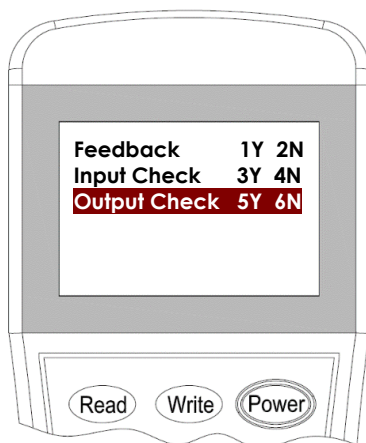 Feedback 1Y 2N
Input Check 3Y 4N
Output Check 5Y 6N
Read Write Power